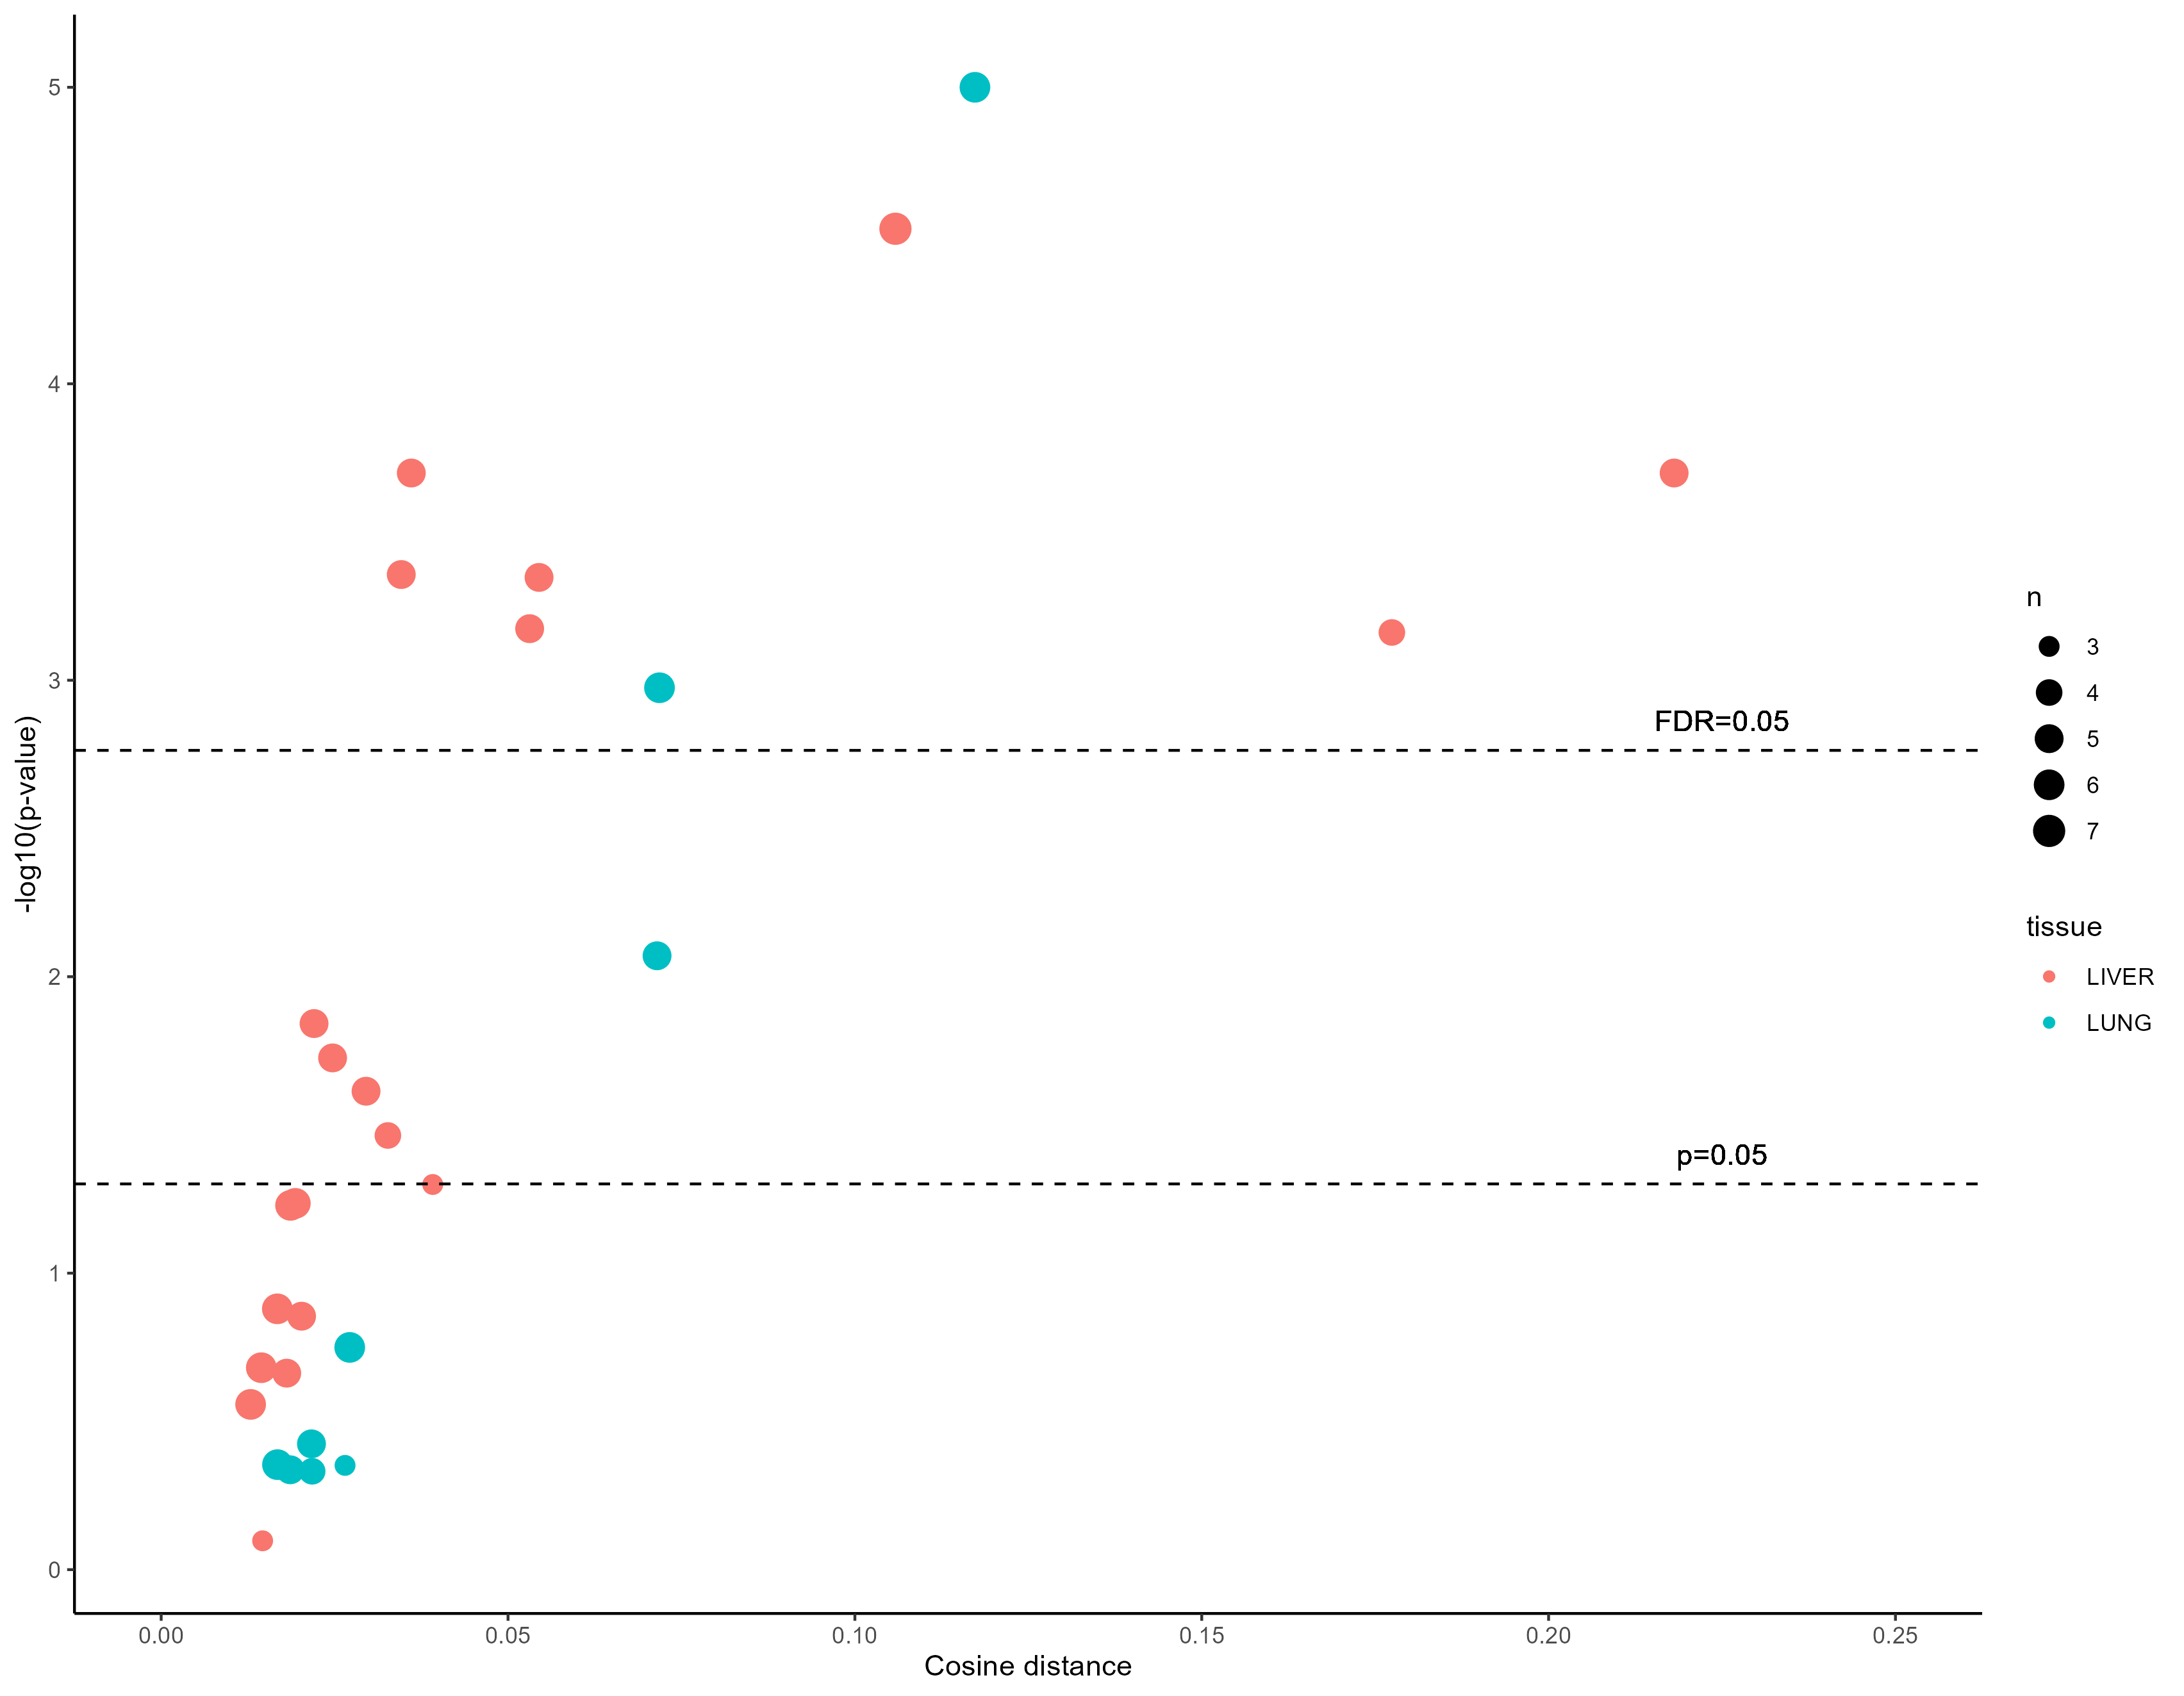 5
4
3
2
1
0
-log10(p-value)
FDR=0.05
p=0.05
0.00
0.05
0.10
0.15
0.20
0.25
Cosine distance
n
3
4
5
6
7
tissue
LIVER
LUNG